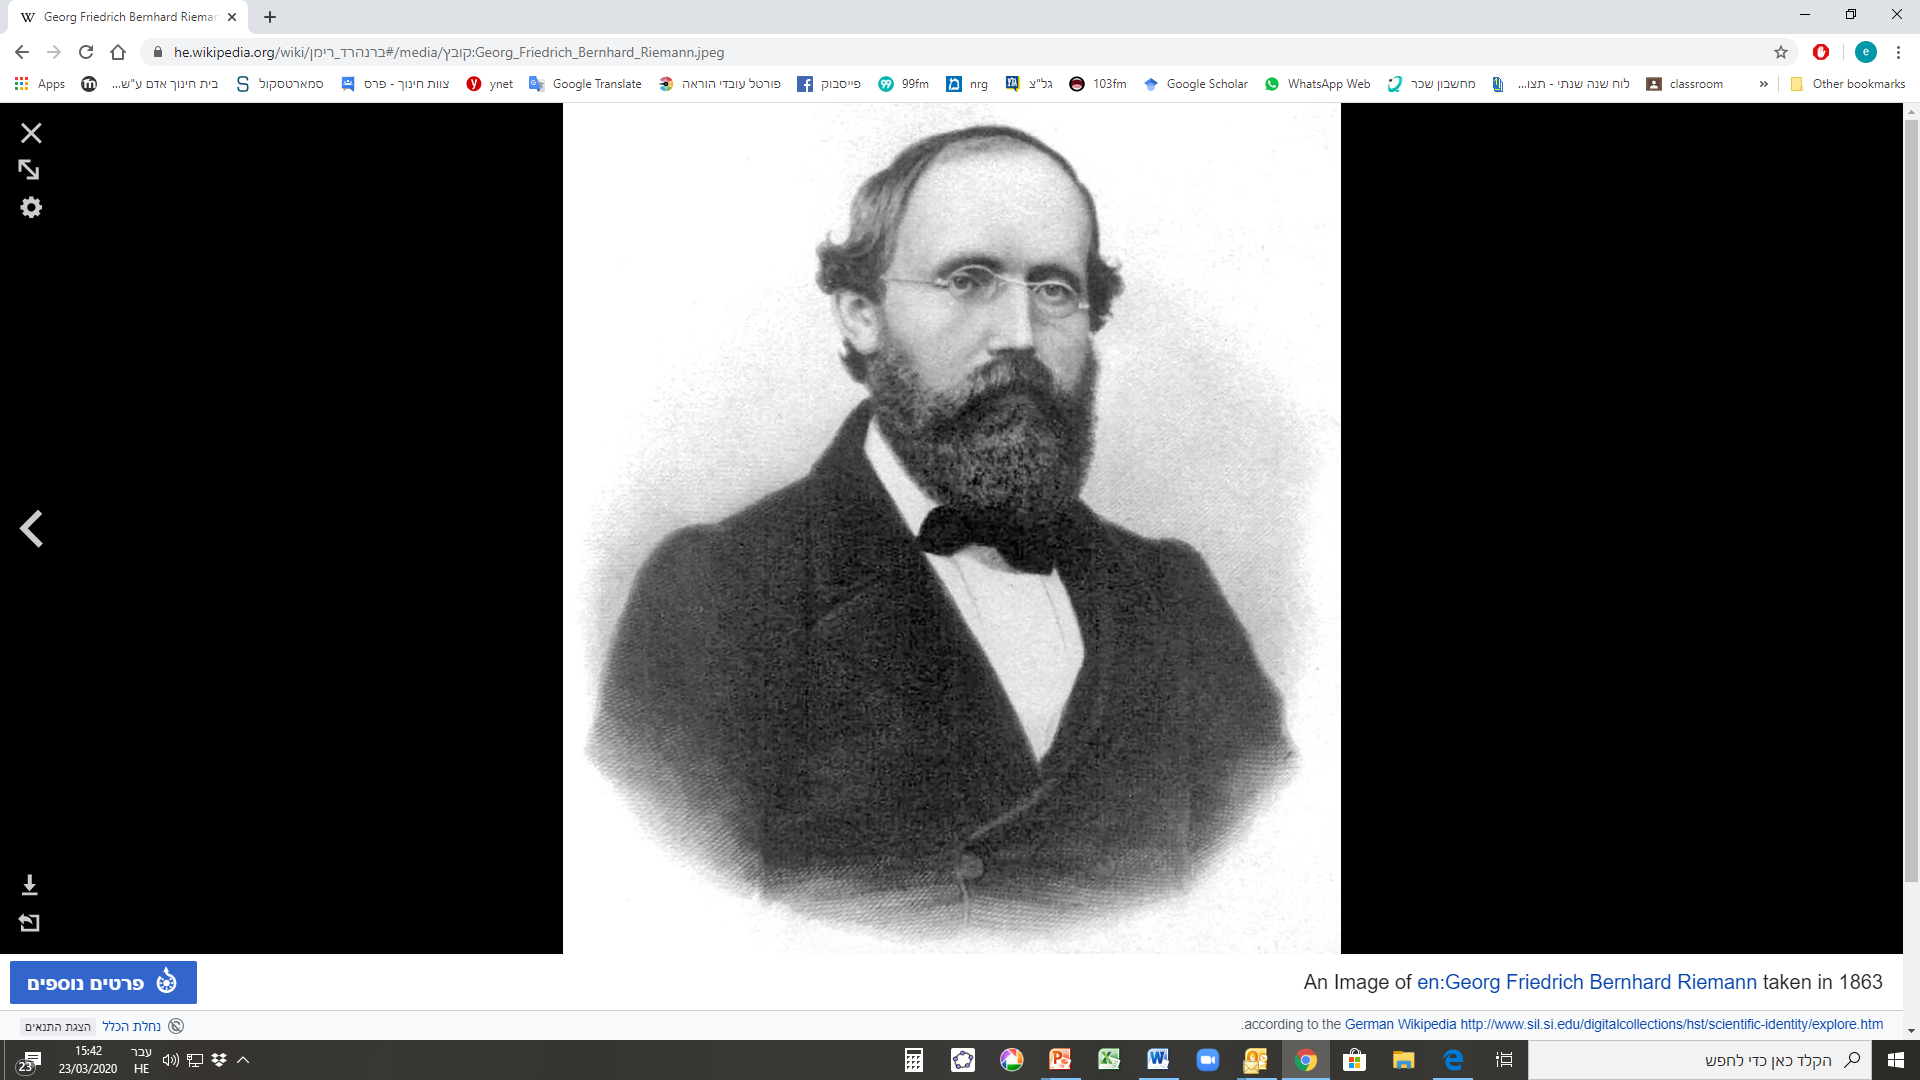 Georg Friedrich Bernhard Rieman
he.wikipedia.org/wiki/ברנהרד_רימן#/media/קובץ:Georg_Friedrich_Bernhard_Riemann.jpeg
Apps
בית חינוך אדם ע"ש...
סמארטסקול
צוות חינוך - פרס
ynet
Google Translate
פורטל עובדי הוראה
פייסבוק
99fm
nrg
גל"צ
103fm
Google Scholar
WhatsApp Web
מחשבון שכר
לוח שנה שנתי - תצו...
classroom
»
Other bookmarks
פרטים נוספים
An Image of en:Georg Friedrich Bernhard Riemann taken in 1863
נחלת הכלל
הצגת התנאים
according to the German Wikipedia http://www.sil.si.edu/digitalcollections/hst/scientific-identity/explore.htm.
23
15:42
23/03/2020
עבר
HE
הקלד כאן כדי לחפש